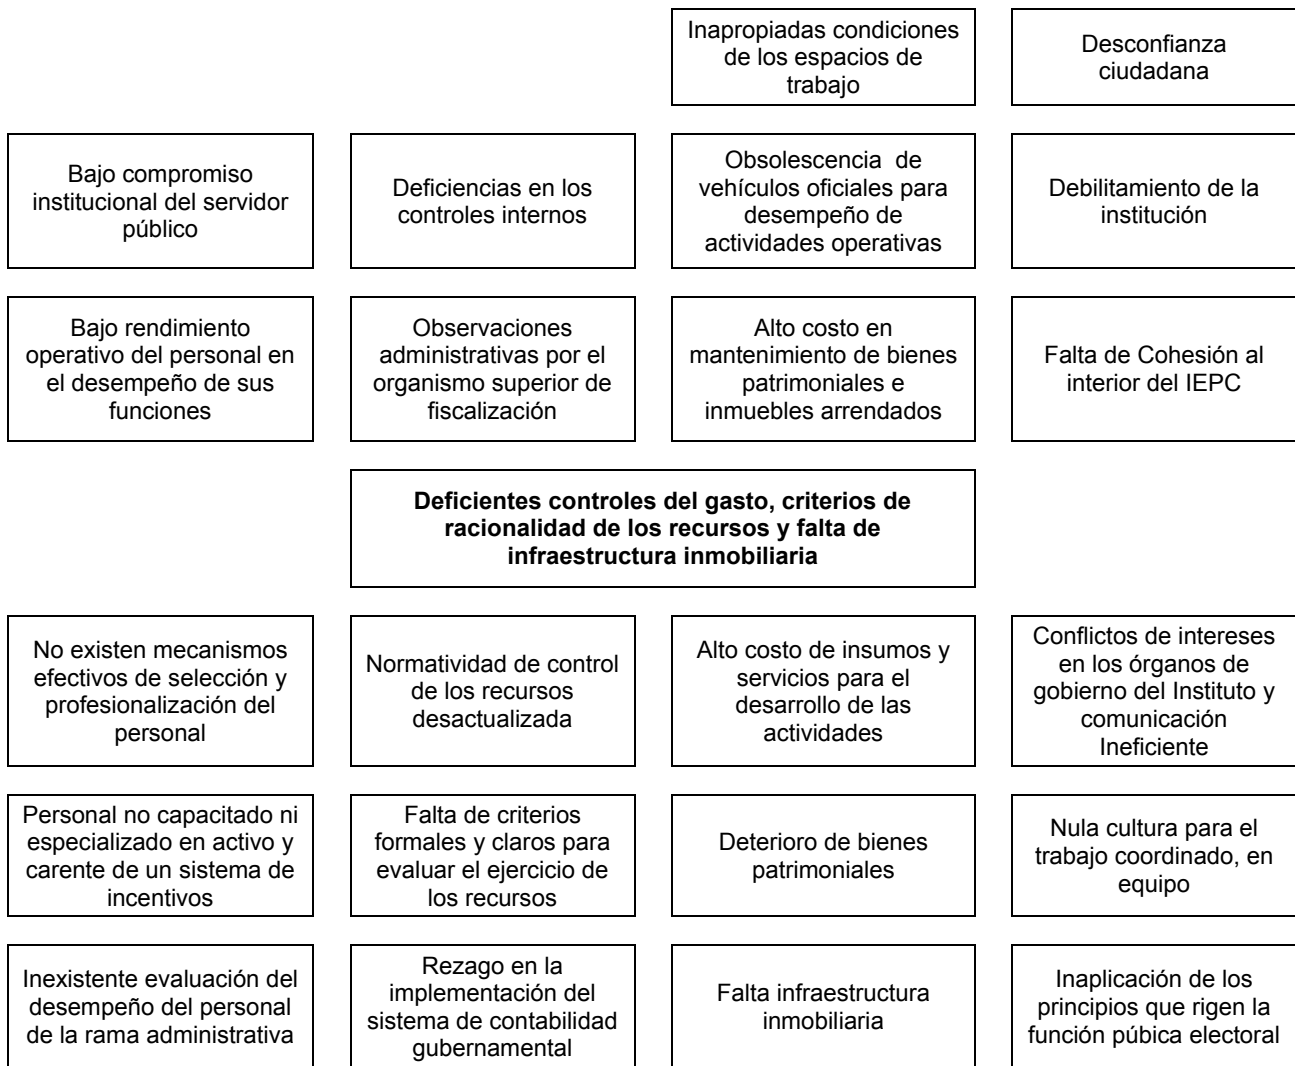 Inapropiadas condiciones
de los espacios de
trabajo
Desconfianza
ciudadana
Bajo compromiso
institucional del servidor
público
Deficiencias en los
controles internos
Obsolescencia  de
vehículos oficiales para
desempeño de
actividades operativas
Debilitamiento de la
institución
Bajo rendimiento
operativo del personal en
el desempeño de sus
funciones
Observaciones
administrativas por el
organismo superior de
fiscalización
Alto costo en
mantenimiento de bienes
patrimoniales e
inmuebles arrendados
Falta de Cohesión al
interior del IEPC
Deficientes controles del gasto, criterios de
racionalidad de los recursos y falta de
infraestructura inmobiliaria
No existen mecanismos
efectivos de selección y
profesionalización del
personal
Normatividad de control
de los recursos
desactualizada
Alto costo de insumos y
servicios para el
desarrollo de las
actividades
Conflictos de intereses
en los órganos de
gobierno del Instituto y
comunicación
Ineficiente
Personal no capacitado ni
especializado en activo y
carente de un sistema de
incentivos
Falta de criterios
formales y claros para
evaluar el ejercicio de
los recursos
Deterioro de bienes
patrimoniales
Nula cultura para el
trabajo coordinado, en
equipo
Inexistente evaluación del
desempeño del personal
de la rama administrativa
Rezago en la
implementación del
sistema de contabilidad
gubernamental
Falta infraestructura
inmobiliaria
Inaplicación de los
principios que rigen la
función púbica electoral